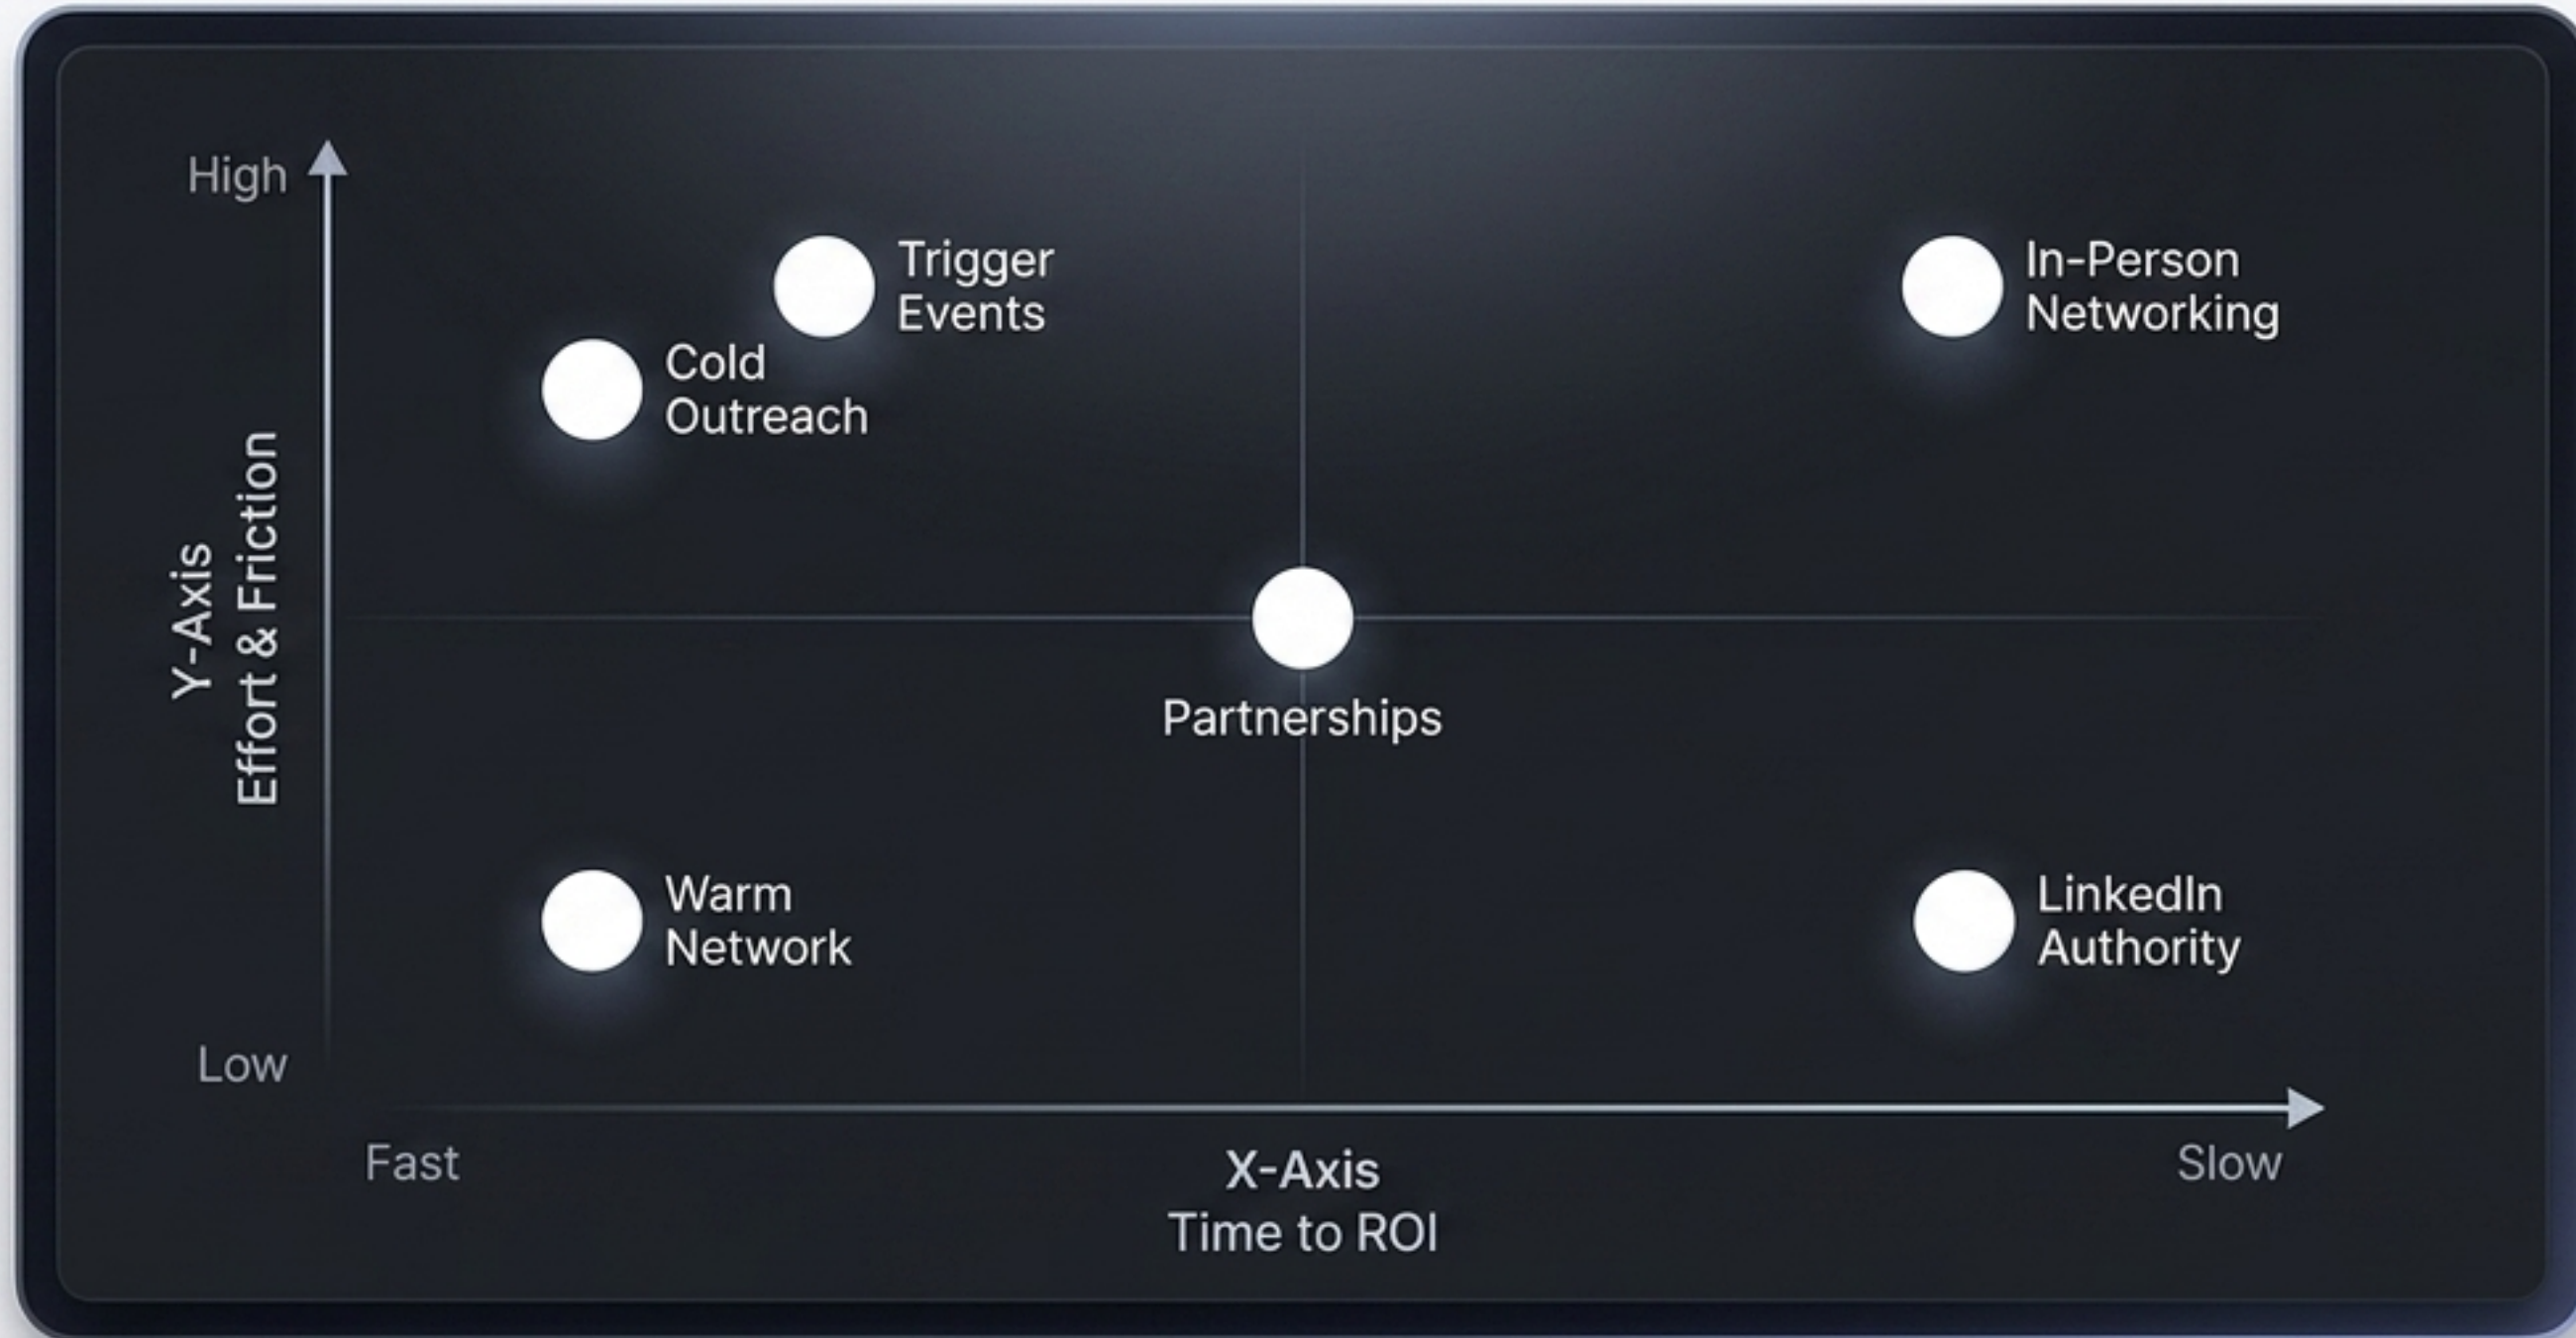 High
Trigger
Events
In-Person
Networking
Cold
Outreach
Y-Axis
Effort & Friction
Partnerships
Warm
Network
LinkedIn
Authority
Low
Fast
X-Axis
Time to ROI
Slow